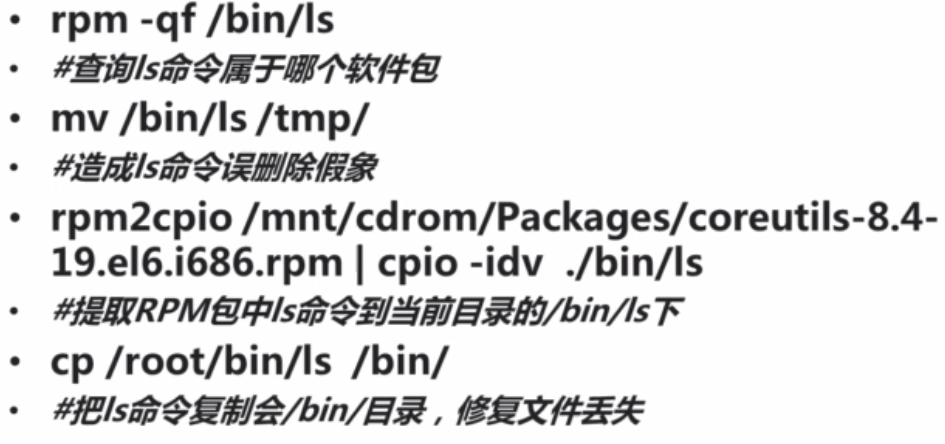 • rpm -qf /bin/ls
• #查询ls命令属于哪个软件包
• mv /bin/ls /tmp/
• #造成ls命令误删除假象
• rpm2cpio /mnt/cdrom/Packages/coreutils-8.4-
19.el6.i686.rpm | cpio -idv ./bin/ls
• #提取RPM包中ls命令到当前目录的/bin/ls下
• cp /root/bin/ls /bin/
• #把ls命令复制会/bin/目录，修复文件丢失